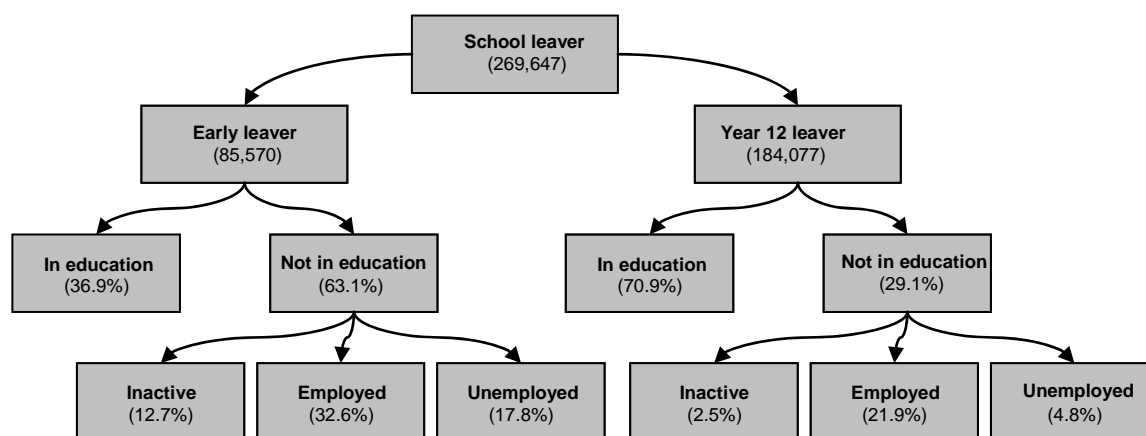 School leaver
(269,647)
Early leaver
(85,570)
Year 12 leaver
(184,077)
In education
(36.9%)
Not in education
(63.1%)
In education
(70.9%)
Not in education
(29.1%)
Inactive
(12.7%)
Employed
(32.6%)
Unemployed
(17.8%)
Inactive
(2.5%)
Employed
(21.9%)
Unemployed
(4.8%)